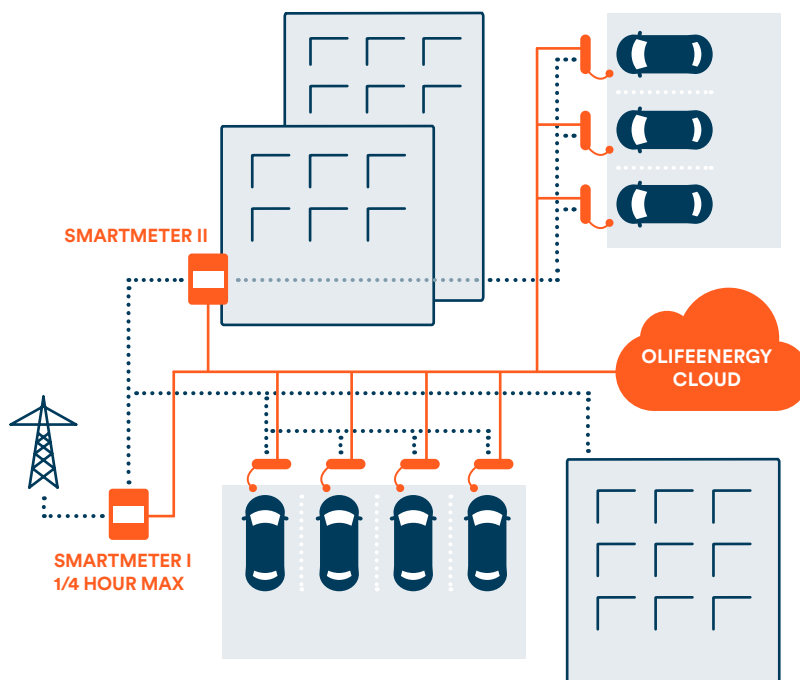 SMARTMETER II
OLIFEENERGY
CLOUD
SMARTMETER I
1/4 HOUR MAX